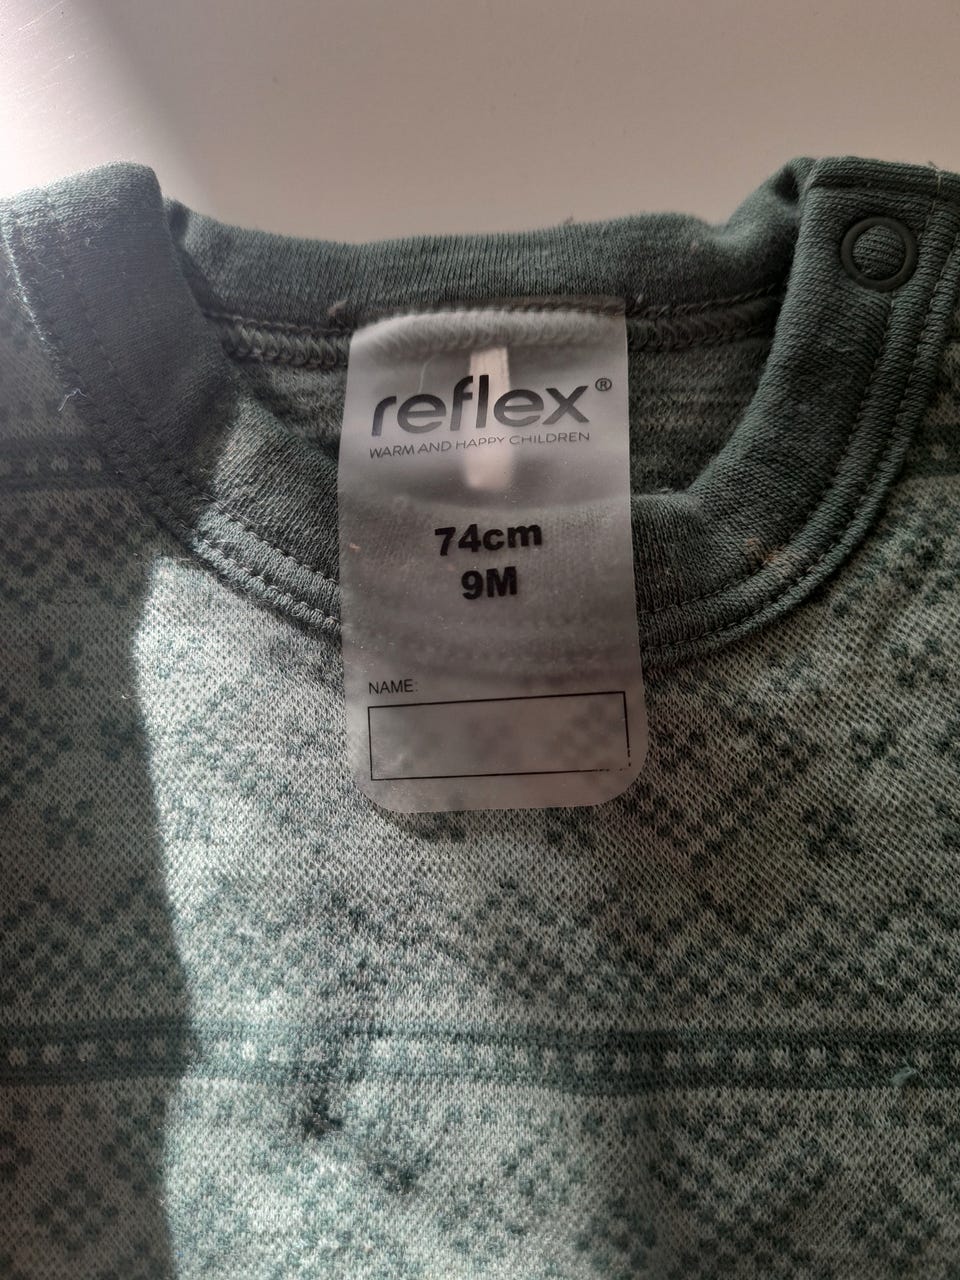 reflex®
WARM AND HAPPY CHILDREN
74cm
9M
NAME: